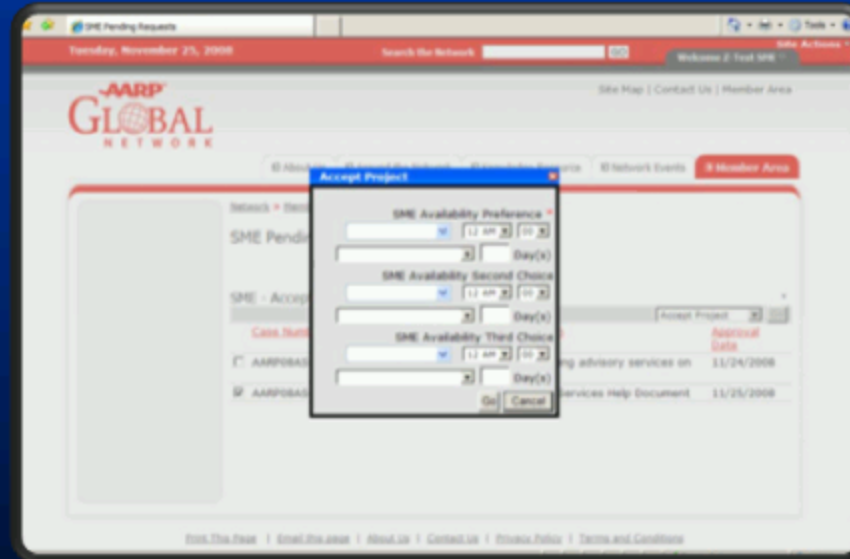 SME Pending Requests
Tools
Tuesday, November 25, 2008
Search the Network
GO
Site Actions
Welcome Z Test SME
AARP
GLOBAL
NETWORK
Site Map | Contact Us | Member Area
Network Events
Member Area
Accept Project
Network >
SME Availability Preference *
12 AM 00
Day(s)
SME Availability Second Choice
12 AM 00
Day(s)
SME Availability Third Choice
12 AM 00
Day(s)
Go Cancel
SME - Accept
Accept Project
Approval
Date
advisory services on 11/24/2008
Services Help Document 11/25/2008
Print This Page | Email this page | About Us | Contact Us | Privacy Policy | Terms and Conditions